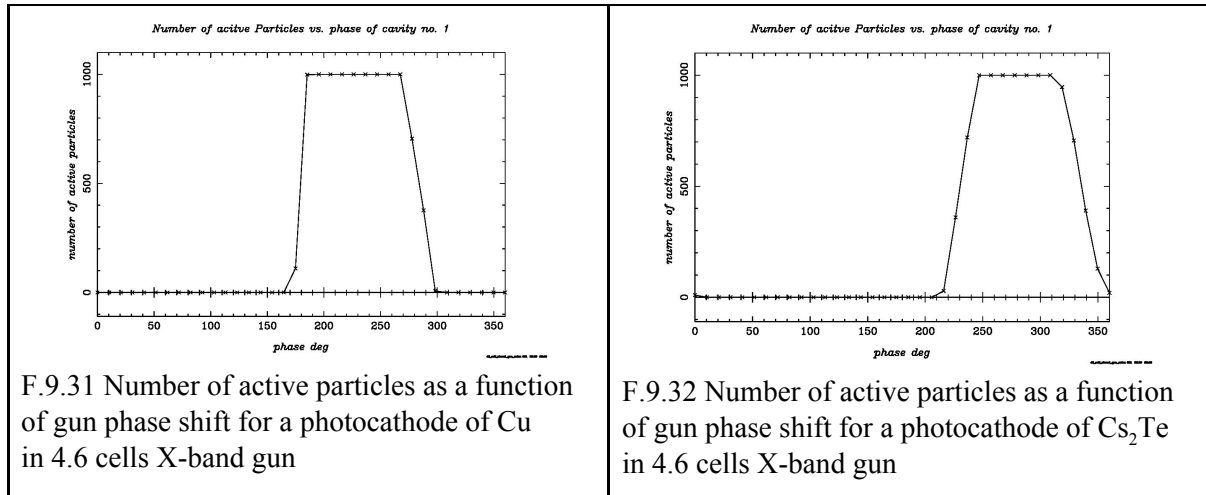 Number of acitve Particles vs. phase of cavity no. 1
number of active particles
1000
500
0
0 50 100 150 200 250 300 350
phase deg
F.9.31 Number of active particles as a function
of gun phase shift for a photocathode of Cu
in 4.6 cells X-band gun
Number of acitve Particles vs. phase of cavity no. 1
number of active particles
1000
500
0
0 50 100 150 200 250 300 350
phase deg
F.9.32 Number of active particles as a function
of gun phase shift for a photocathode of Cs₂Te
in 4.6 cells X-band gun